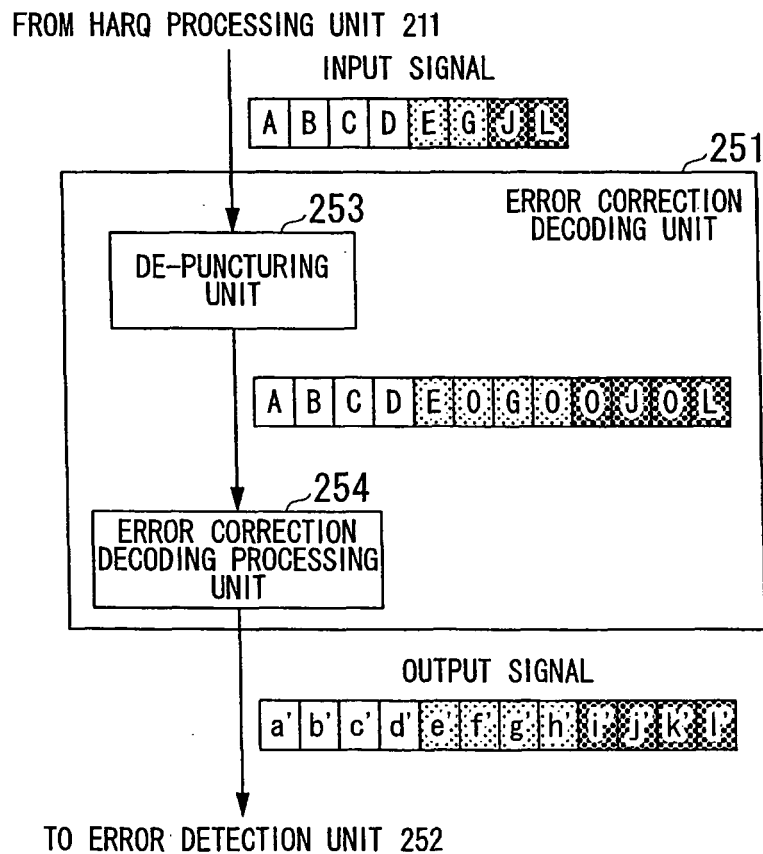 FROM HARQ PROCESSING UNIT 211
INPUT SIGNAL
A B C D E G J L
251
ERROR CORRECTION
DECODING UNIT
253
DE-PUNCTURING
UNIT
A B C D E 0 G 0 0 J 0 L
254
ERROR CORRECTION
DECODING PROCESSING
UNIT
OUTPUT SIGNAL
a' b' c' d' e' f' g' h' i' j' k' l'
TO ERROR DETECTION UNIT 252